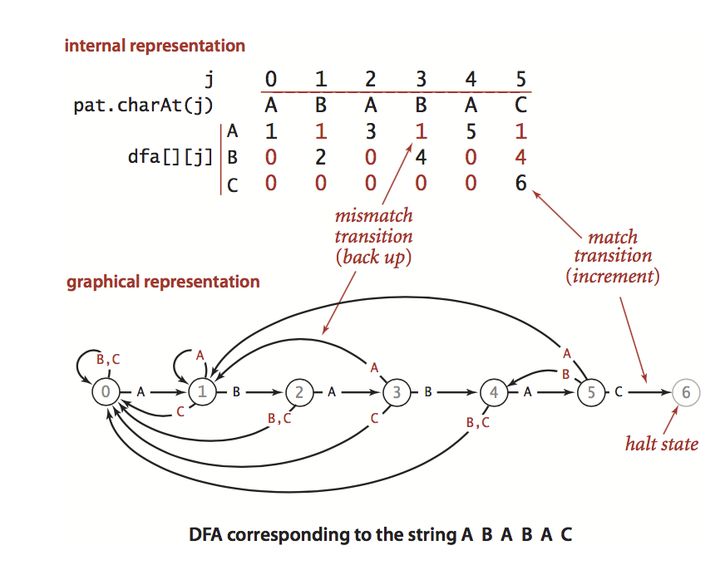 internal representation
j 0 1 2 3 4 5
pat.charAt(j) A B A B A C
A 1 1 3 1 5 1
dfa[][j] B 0 2 0 4 0 4
C 0 0 0 0 0 6
mismatch
transition
(back up)
match
transition
(increment)
graphical representation
B,C A A A B
0 A 1 B 2 A 3 B 4 A 5 C 6
C B,C C B,C
halt state
DFA corresponding to the string A B A B A C